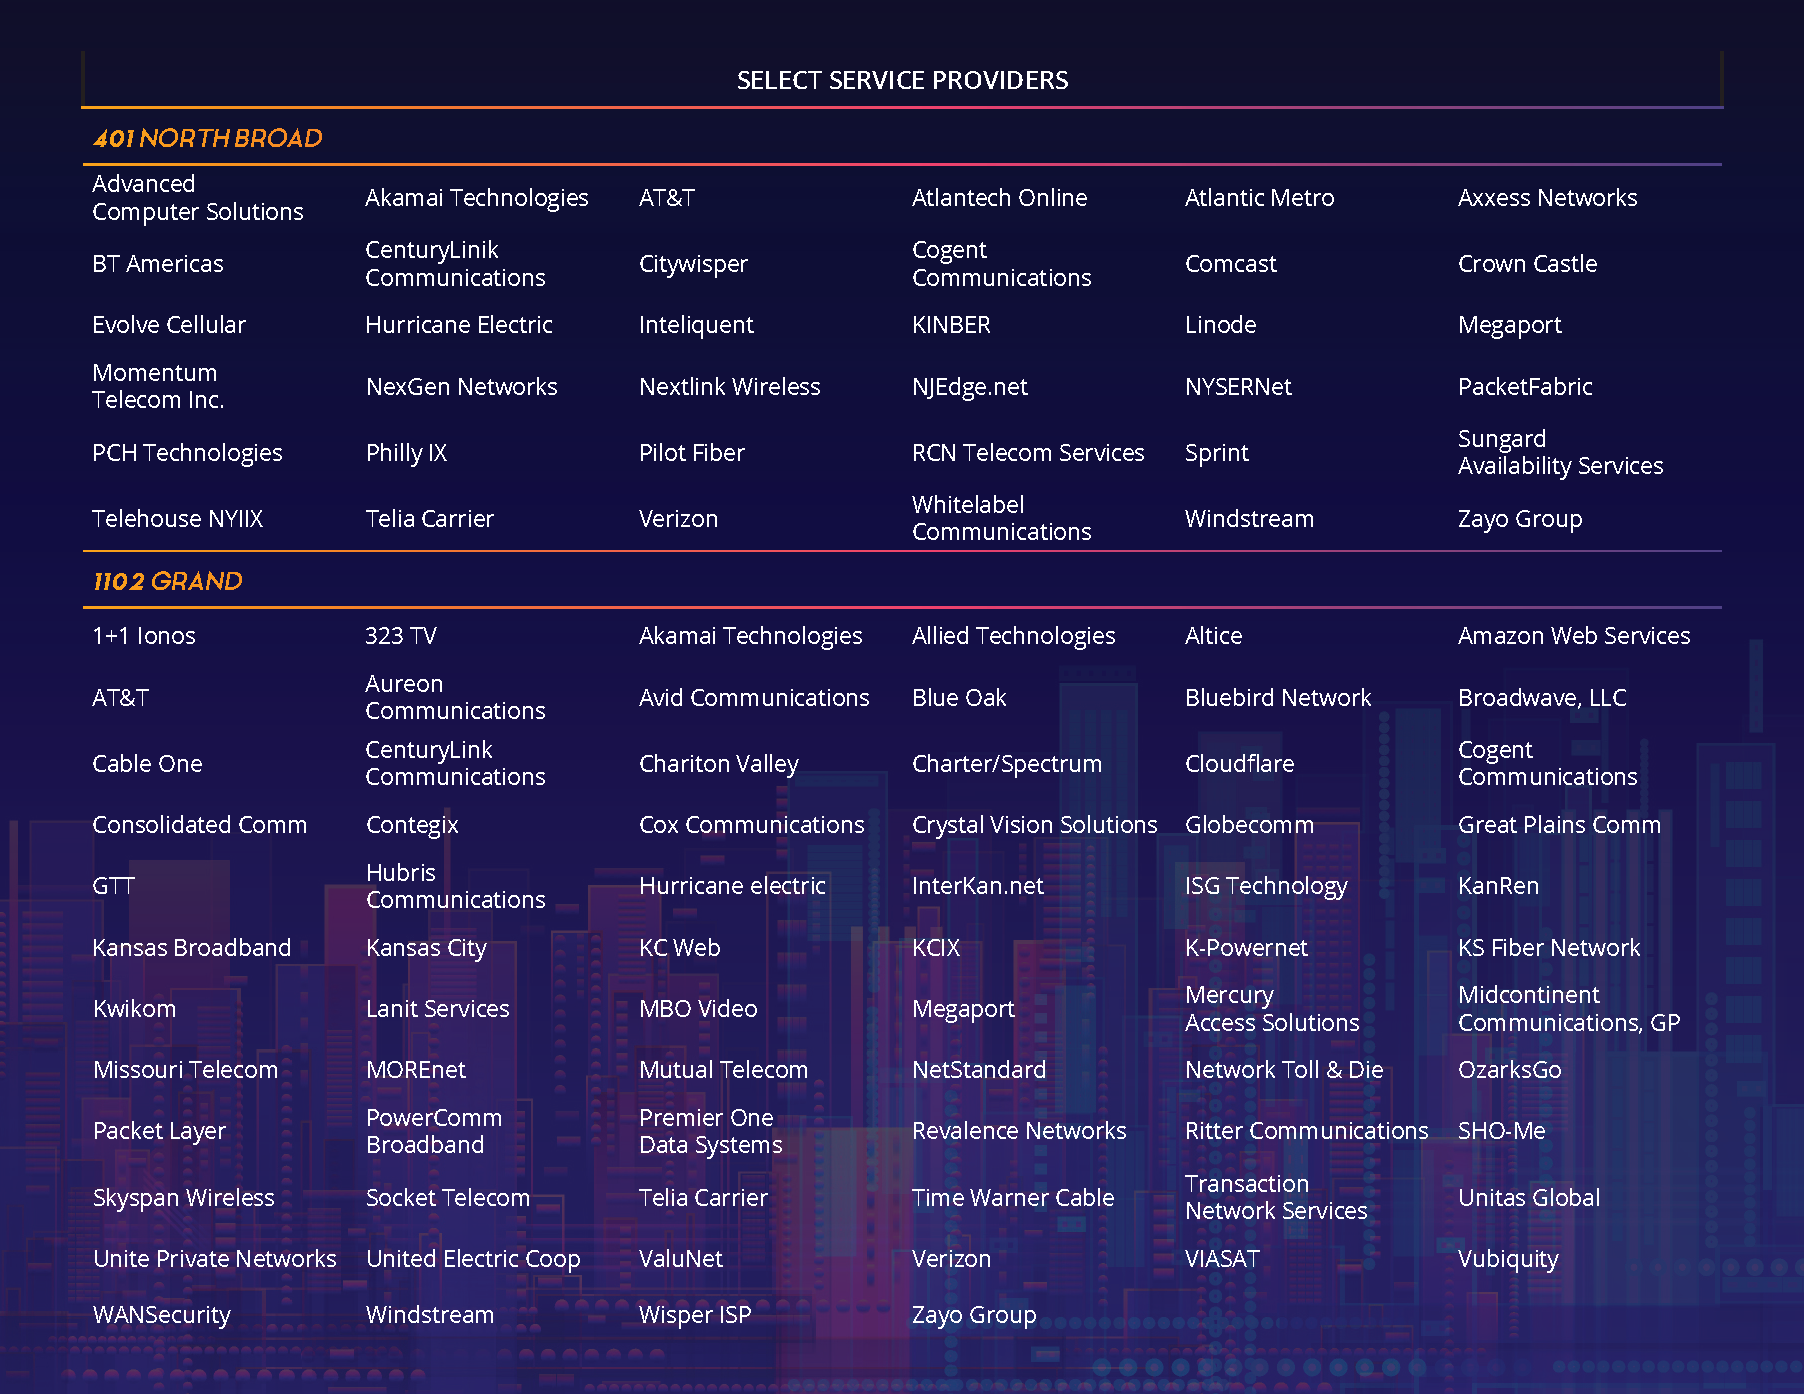 SELECT SERVICE PROVIDERS
401 NORTH BROAD
Advanced
Computer Solutions
Akamai Technologies
AT&T
Atlantech Online
Atlantic Metro
Axxess Networks
BT Americas
CenturyLinik
Communications
Citywisper
Cogent
Communications
Comcast
Crown Castle
Evolve Cellular
Hurricane Electric
Inteliquent
KINBER
Linode
Megaport
Momentum
Telecom Inc.
NexGen Networks
Nextlink Wireless
NJEdge.net
NYSERNet
PacketFabric
PCH Technologies
Philly IX
Pilot Fiber
RCN Telecom Services
Sprint
Sungard
Availability Services
Telehouse NYIIX
Telia Carrier
Verizon
Whitelabel
Communications
Windstream
Zayo Group
1102 GRAND
1+1 Ionos
323 TV
Akamai Technologies
Allied Technologies
Altice
Amazon Web Services
AT&T
Aureon
Communications
Avid Communications
Blue Oak
Bluebird Network
Broadwave, LLC
Cable One
CenturyLink
Communications
Chariton Valley
Charter/Spectrum
Cloudflare
Cogent
Communications
Consolidated Comm
Contegix
Cox Communications
Crystal Vision Solutions
Globecomm
Great Plains Comm
GTT
Hubris
Communications
Hurricane electric
InterKan.net
ISG Technology
KanRen
Kansas Broadband
Kansas City
KC Web
KCIX
K-Powernet
KS Fiber Network
Kwikom
Lanit Services
MBO Video
Megaport
Mercury
Access Solutions
Midcontinent
Communications, GP
Missouri Telecom
MOREnet
Mutual Telecom
NetStandard
Network Toll & Die
OzarksGo
Packet Layer
PowerComm
Broadband
Premier One
Data Systems
Revalence Networks
Ritter Communications
SHO-Me
Skyspan Wireless
Socket Telecom
Telia Carrier
Time Warner Cable
Transaction
Network Services
Unitas Global
Unite Private Networks
United Electric Coop
ValuNet
Verizon
VIASAT
Vubiquity
WANSecurity
Windstream
Wisper ISP
Zayo Group